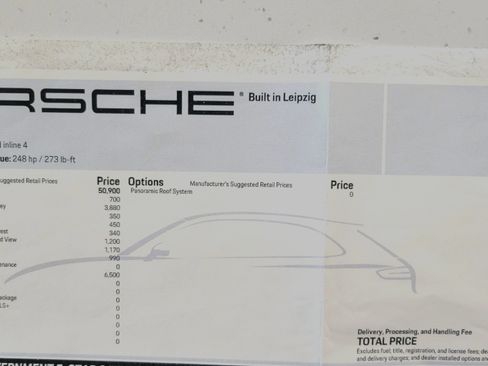 RSCHE® Built in Leipzig
inline 4
ue: 248 hp / 273 lb-ft
uggested Retail Prices Price Options Manufacturer's Suggested Retail Prices Price
50,900 Panoramic Roof System 0
700
ey 3,880
350
450
est 340
d View 1,200
1,170
990
enance 0
6,500
0
0
ackage 0
LS+ 0
0
0
0
Delivery, Processing, and Handling Fee
TOTAL PRICE
Excludes fuel, title, registration, and license fees; dea
and delivery charges; and dealer installed options and